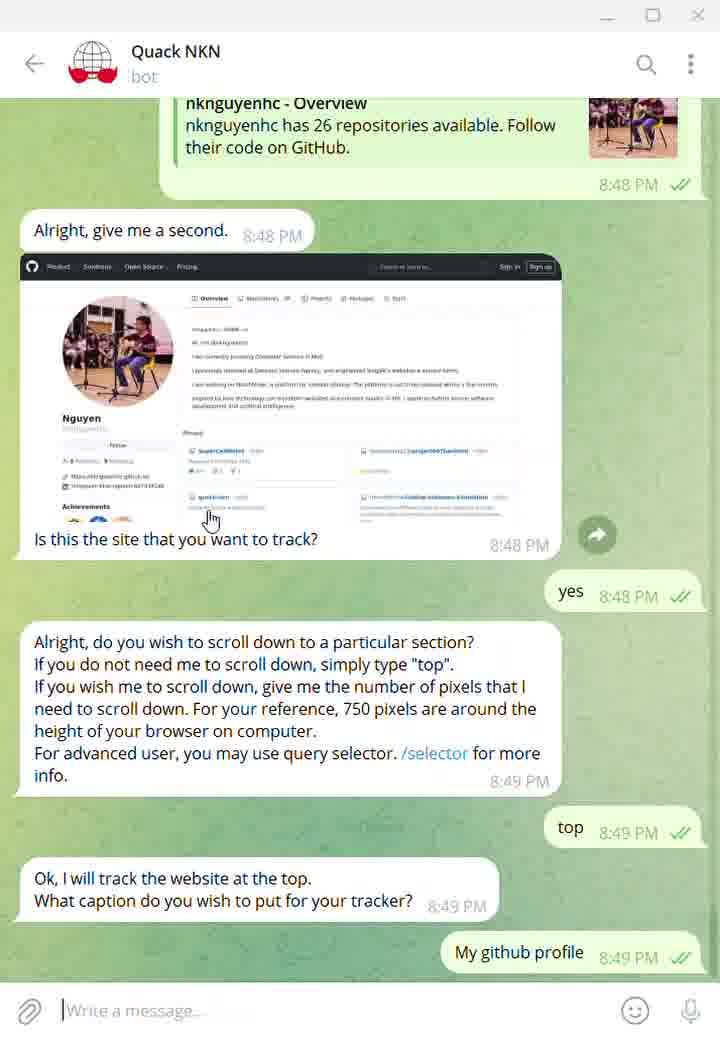 Quack NKN
bot
nknguyenhc - Overview
nknguyenhc has 26 repositories available. Follow
their code on GitHub.
8:48 PM
Alright, give me a second.
8:48 PM
Product Solutions Open Source Pricing
Sign in Sign up
Overview Repositories Projects Packages Stars
Nguyen
Follow
Achievements
Is this the site that you want to track?
8:48 PM
yes
8:48 PM
Alright, do you wish to scroll down to a particular section?
If you do not need me to scroll down, simply type "top".
If you wish me to scroll down, give me the number of pixels that I
need to scroll down. For your reference, 750 pixels are around the
height of your browser on computer.
For advanced user, you may use query selector. /selector for more
info.
8:49 PM
top
8:49 PM
Ok, I will track the website at the top.
What caption do you wish to put for your tracker?
8:49 PM
My github profile
8:49 PM
Write a message...